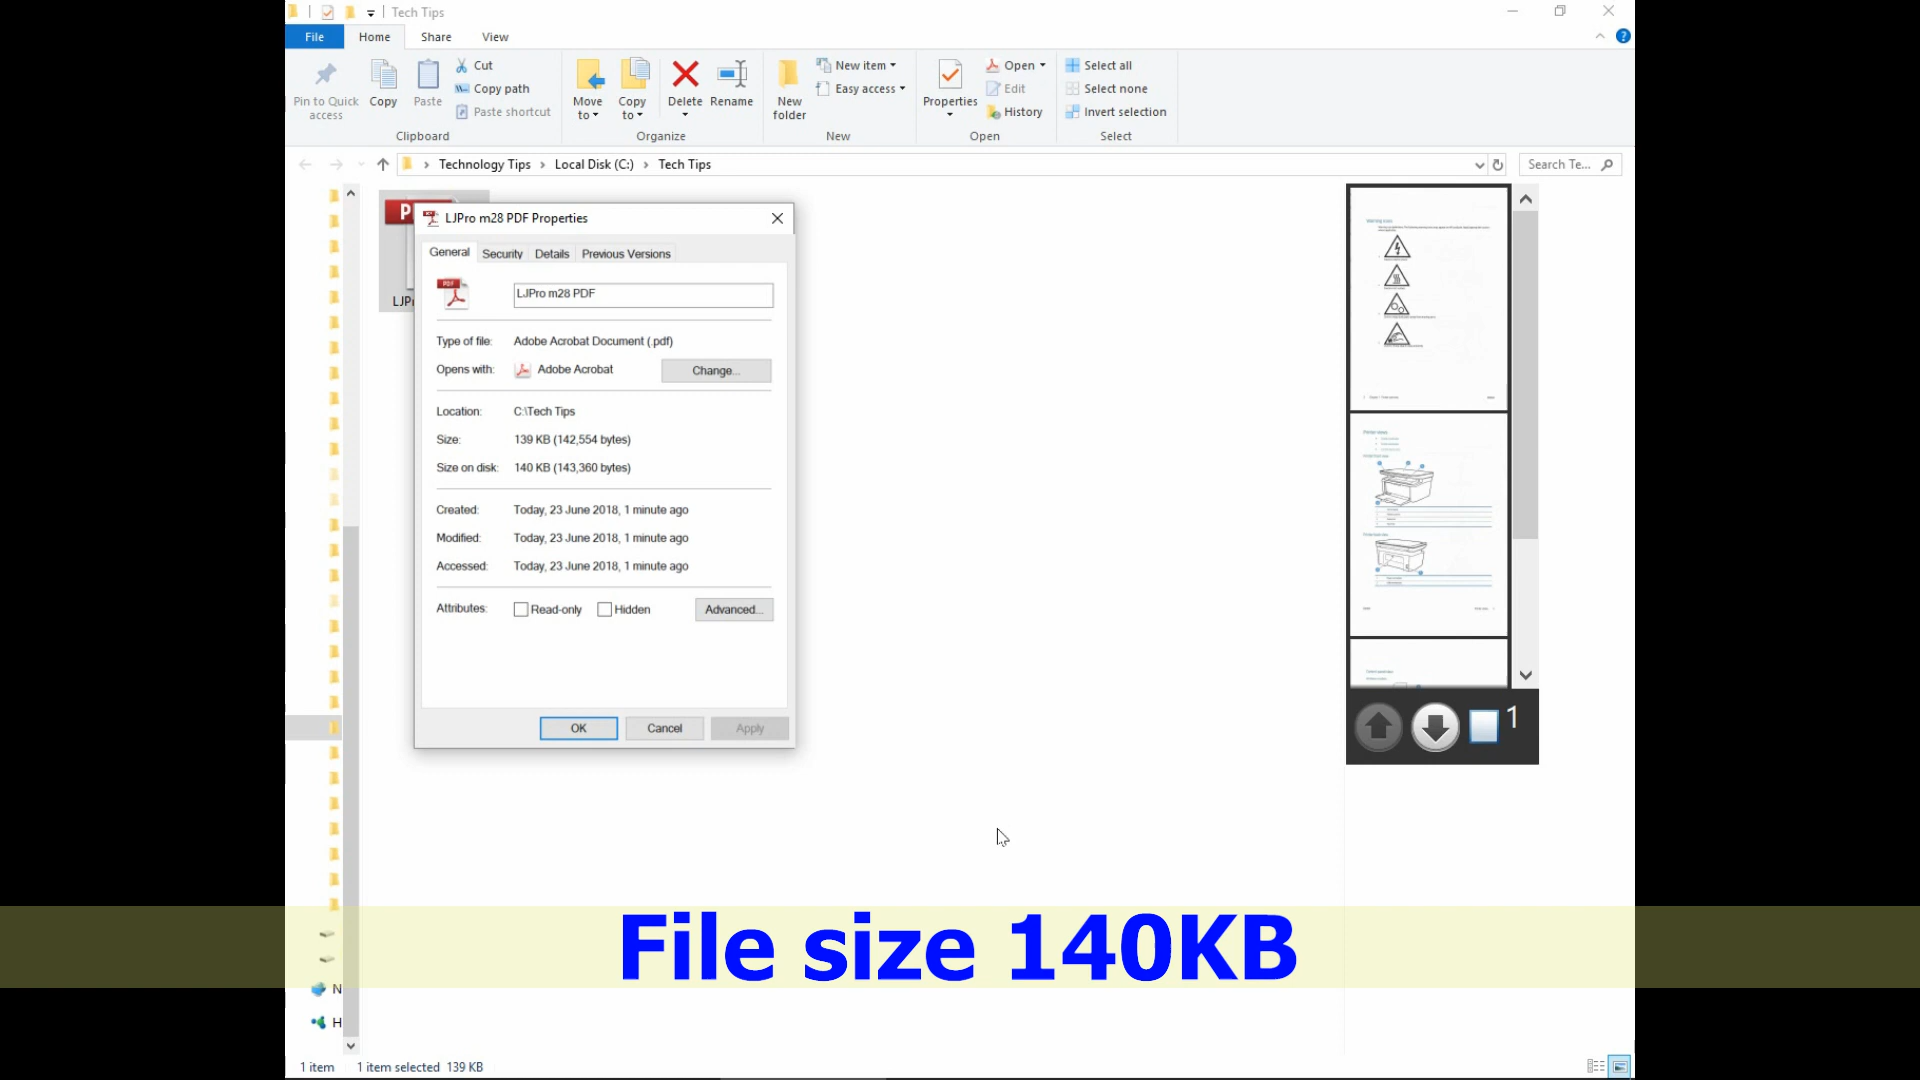 Tech Tips
File Home Share View
Pin to Quick access
Copy
Paste
Cut
Copy path
Paste shortcut
Clipboard
Move to
Copy to
Delete
Rename
Organize
New folder
New item
Easy access
New
Properties
Open
Edit
History
Open
Select all
Select none
Invert selection
Select
Technology Tips Local Disk (C:) Tech Tips
Search Te...
LJPro m28 PDF Properties
General Security Details Previous Versions
PDF
LJPro m28 PDF
Type of file: Adobe Acrobat Document (.pdf)
Opens with: Adobe Acrobat Change...
Location: C:\Tech Tips
Size: 139 KB (142,554 bytes)
Size on disk: 140 KB (143,360 bytes)
Created: Today, 23 June 2018, 1 minute ago
Modified: Today, 23 June 2018, 1 minute ago
Accessed: Today, 23 June 2018, 1 minute ago
Attributes: Read-only Hidden Advanced...
OK Cancel Apply
1
File size 140KB
N
H
1 item 1 item selected 139 KB